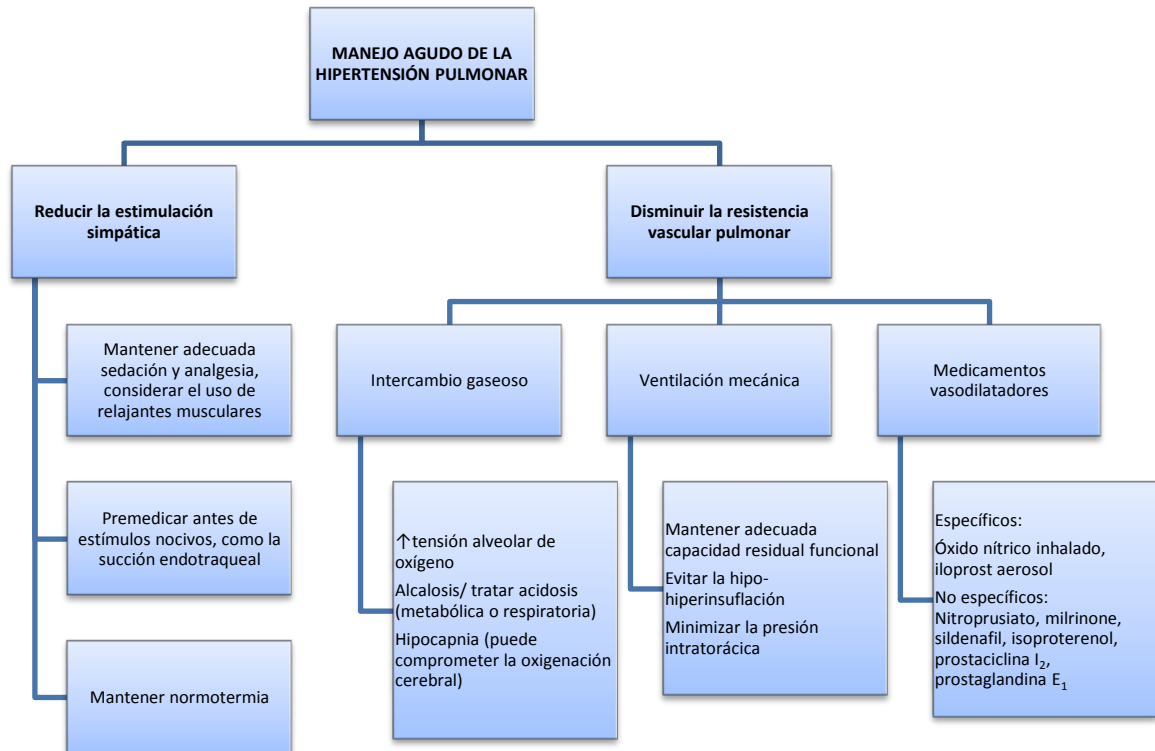 MANEJO AGUDO DE LA
HIPERTENSIÓN PULMONAR
Reducir la estimulación
simpática
Mantener adecuada
sedación y analgesia,
considerar el uso de
relajantes musculares
Premedicar antes de
estímulos nocivos, como la
succión endotraqueal
Mantener normotermia
Disminuir la resistencia
vascular pulmonar
Intercambio gaseoso
↑tensión alveolar de
oxígeno
Alcalosis/ tratar acidosis
(metabólica o respiratoria)
Hipocapnia (puede
comprometer la oxigenación
cerebral)
Ventilación mecánica
Mantener adecuada
capacidad residual funcional
Evitar la hipo-
hiperinsuflación
Minimizar la presión
intratorácica
Medicamentos
vasodilatadores
Específicos:
Óxido nítrico inhalado,
iloprost aerosol
No específicos:
Nitroprusiato, milrinone,
sildenafil, isoproterenol,
prostaciclina I₂,
prostaglandina E₁